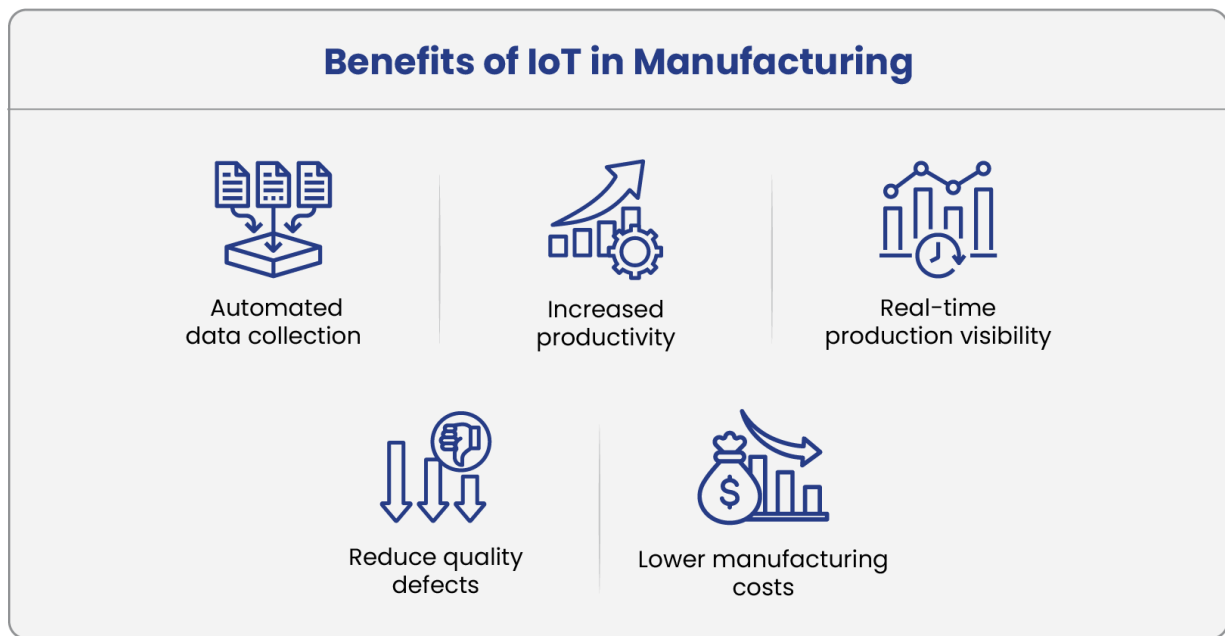 Benefits of IoT in Manufacturing
Automated
data collection
Increased
productivity
Real-time
production visibility
Reduce quality
defects
$
Lower manufacturing
costs